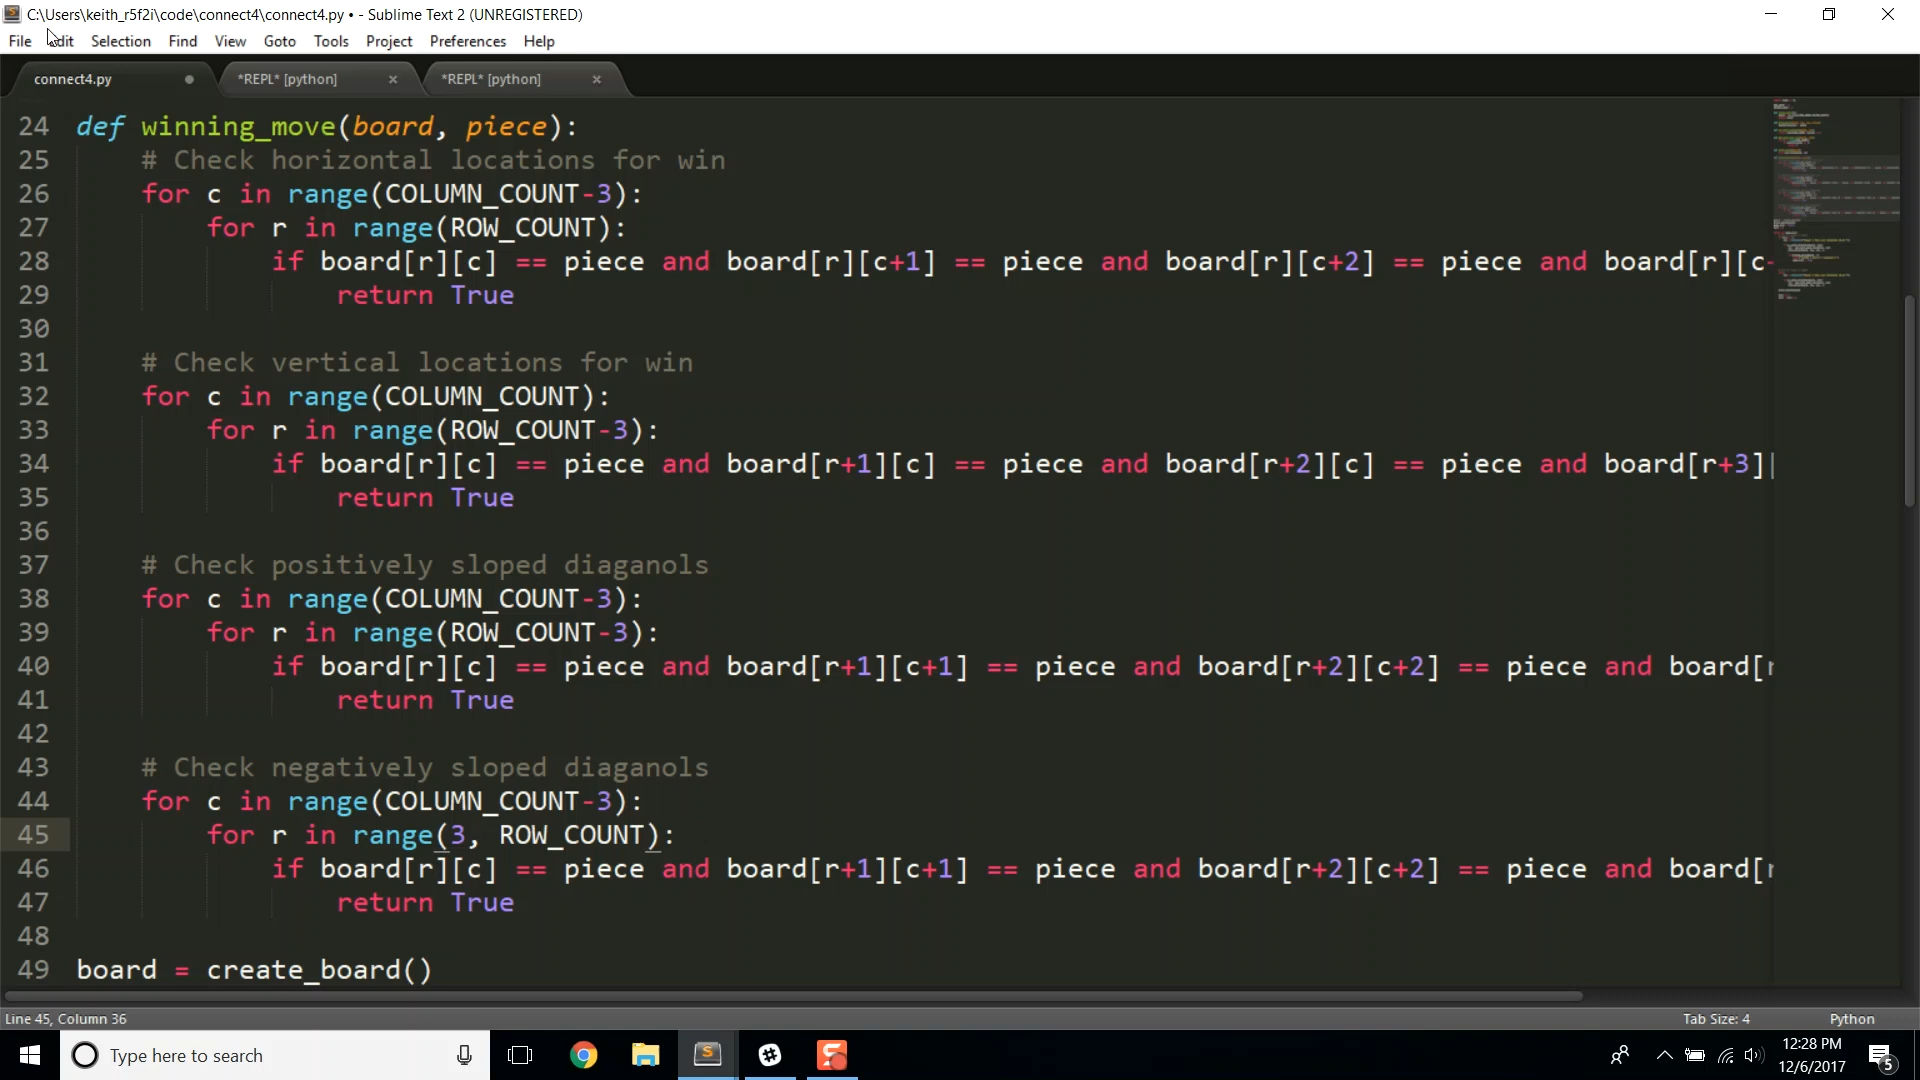 C:\Users\keith_r5f2i\code\connect4\connect4.py • - Sublime Text 2 (UNREGISTERED)
File Edit Selection Find View Goto Tools Project Preferences Help
connect4.py *REPL* [python] × *REPL* [python] ×
24 def winning_move(board, piece):
25 # Check horizontal locations for win
26 for c in range(COLUMN_COUNT-3):
27 for r in range(ROW_COUNT):
28 if board[r][c] == piece and board[r][c+1] == piece and board[r][c+2] == piece and board[r][c-
29 return True
30
31 # Check vertical locations for win
32 for c in range(COLUMN_COUNT):
33 for r in range(ROW_COUNT-3):
34 if board[r][c] == piece and board[r+1][c] == piece and board[r+2][c] == piece and board[r+3][
35 return True
36
37 # Check positively sloped diaganols
38 for c in range(COLUMN_COUNT-3):
39 for r in range(ROW_COUNT-3):
40 if board[r][c] == piece and board[r+1][c+1] == piece and board[r+2][c+2] == piece and board[r
41 return True
42
43 # Check negatively sloped diaganols
44 for c in range(COLUMN_COUNT-3):
45 for r in range(3, ROW_COUNT):
46 if board[r][c] == piece and board[r+1][c+1] == piece and board[r+2][c+2] == piece and board[r
47 return True
48
49 board = create_board()
Line 45, Column 36 Tab Size: 4 Python
Type here to search
12:28 PM
12/6/2017
5